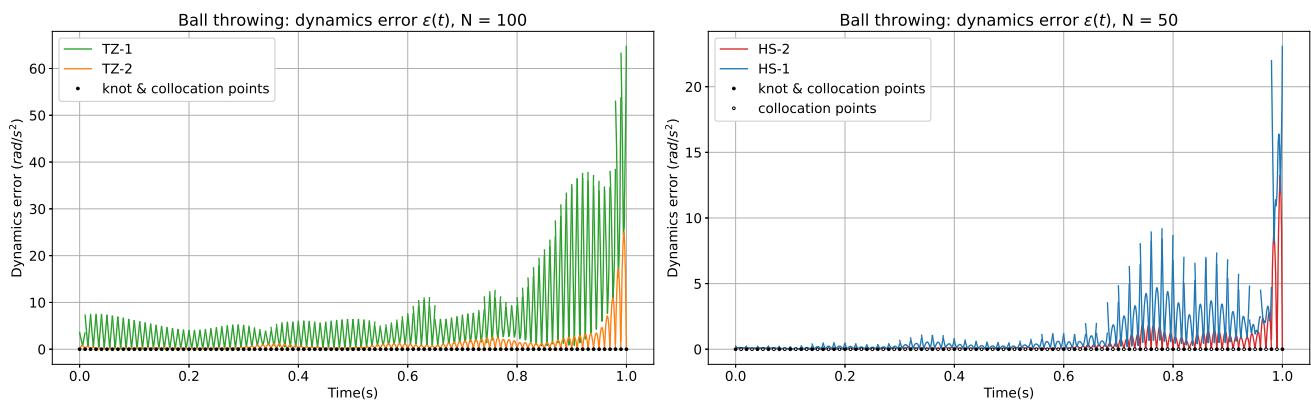 Ball throwing: dynamics error ε(t), N = 100
TZ-1
TZ-2
knot & collocation points
60
50
40
30
20
10
0
Dynamics error (rad/s²)
0.0 0.2 0.4 0.6 0.8 1.0
Time(s)
Ball throwing: dynamics error ε(t), N = 50
HS-2
HS-1
knot & collocation points
collocation points
20
15
10
5
0
Dynamics error (rad/s²)
0.0 0.2 0.4 0.6 0.8 1.0
Time(s)